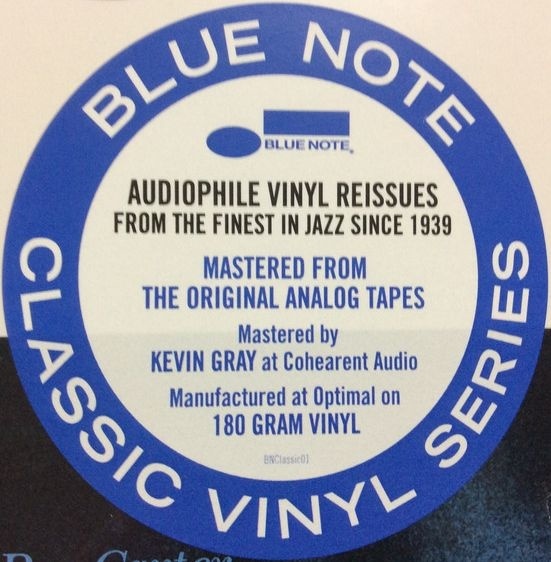 BLUE NOTE
BLUE NOTE®
AUDIOPHILE VINYL REISSUES
FROM THE FINEST IN JAZZ SINCE 1939
MASTERED FROM
THE ORIGINAL ANALOG TAPES
Mastered by
KEVIN GRAY at Cohearent Audio
Manufactured at Optimal on
180 GRAM VINYL
BNClassic01
CLASSIC VINYL SERIES